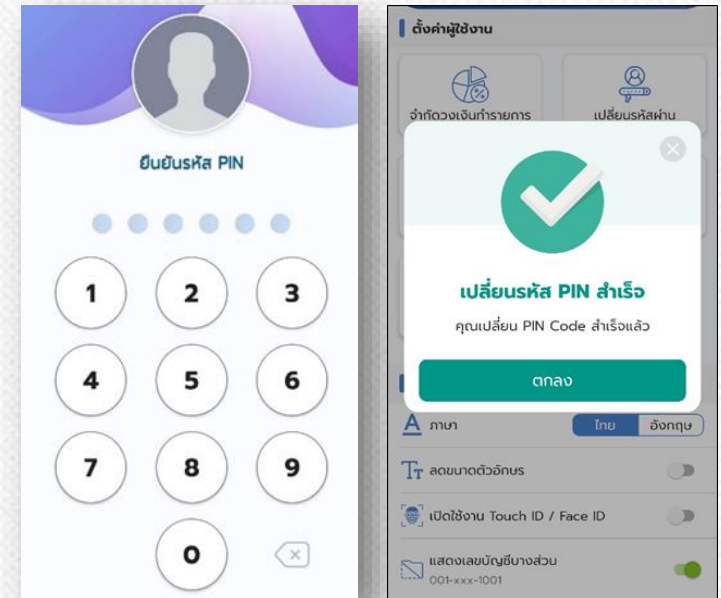 ยืนยันรหัส PIN
1 2 3
4 5 6
7 8 9
0
ตั้งค่าผู้ใช้งาน
จำกัดวงเงินทำรายการ เปลี่ยนรหัสผ่าน
เปลี่ยนรหัส PIN สำเร็จ
คุณเปลี่ยน PIN Code สำเร็จแล้ว
ตกลง
ภาษา ไทย อังกฤษ
ลดขนาดตัวอักษร
เปิดใช้งาน Touch ID / Face ID
แสดงเลขบัญชีบางส่วน
001-xxx-1001